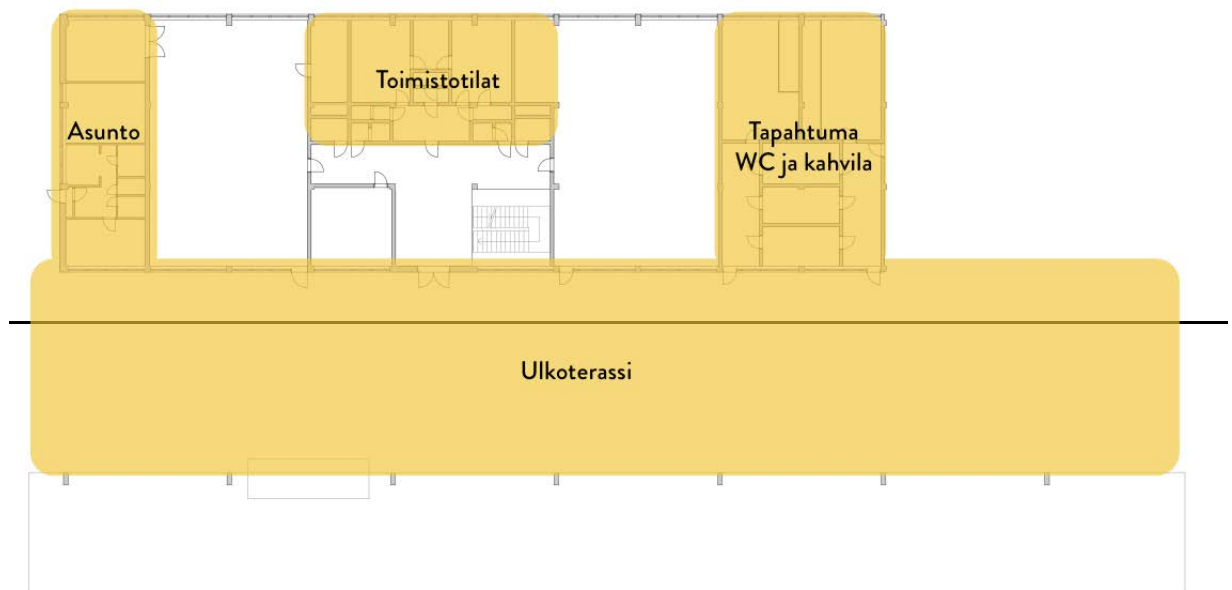 Toimistotilat
Asunto
Tapahtuma
WC ja kahvila
Ulkoterassi